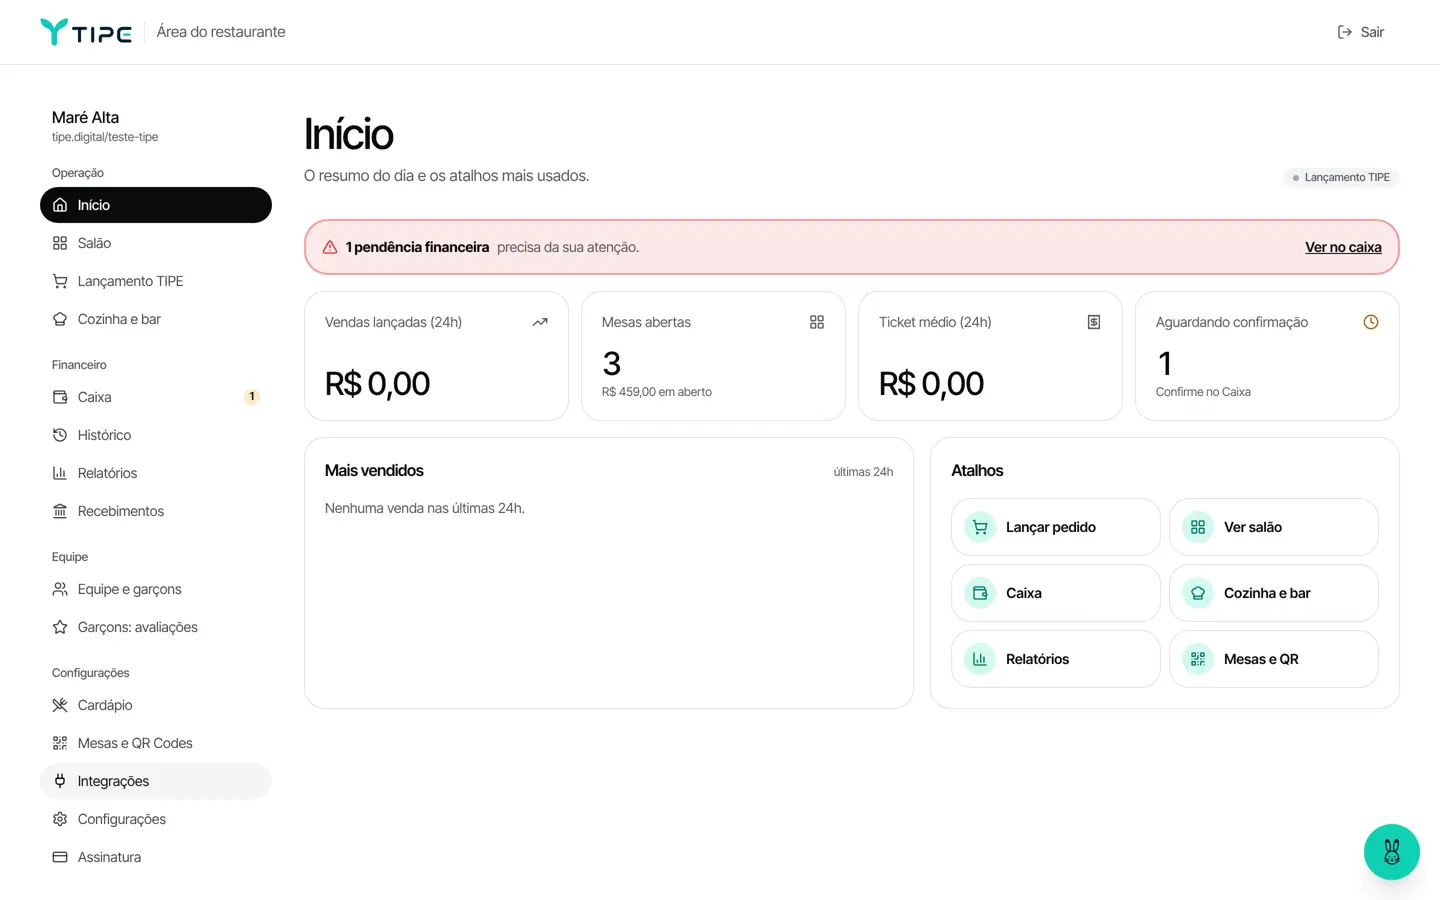 TIPE
Área do restaurante
Sair
Maré Alta
tipe.digital/teste-tipe
Operação
Início
Salão
Lançamento TIPE
Cozinha e bar
Financeiro
Caixa
1
Histórico
Relatórios
Recebimentos
Equipe
Equipe e garçons
Garçons: avaliações
Configurações
Cardápio
Mesas e QR Codes
Integrações
Configurações
Assinatura
Início
O resumo do dia e os atalhos mais usados.
Lançamento TIPE
1 pendência financeira precisa da sua atenção.
Ver no caixa
Vendas lançadas (24h)
R$ 0,00
Mesas abertas
3
R$ 459,00 em aberto
Ticket médio (24h)
R$ 0,00
Aguardando confirmação
1
Confirme no Caixa
Mais vendidos
últimas 24h
Nenhuma venda nas últimas 24h.
Atalhos
Lançar pedido
Ver salão
Caixa
Cozinha e bar
Relatórios
Mesas e QR